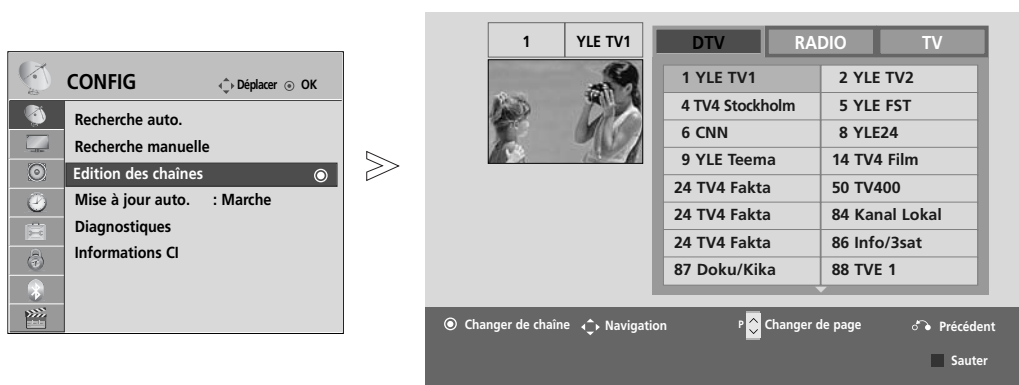 CONFIG Déplacer OK
Recherche auto.
Recherche manuelle
Edition des chaînes
Mise à jour auto. : Marche
Diagnostiques
Informations CI
1 YLE TV1
DTV RADIO TV
1 YLE TV1 2 YLE TV2
4 TV4 Stockholm 5 YLE FST
6 CNN 8 YLE24
9 YLE Teema 14 TV4 Film
24 TV4 Fakta 50 TV400
24 TV4 Fakta 84 Kanal Lokal
24 TV4 Fakta 86 Info/3sat
87 Doku/Kika 88 TVE 1
Changer de chaîne Navigation P Changer de page Précédent
Sauter